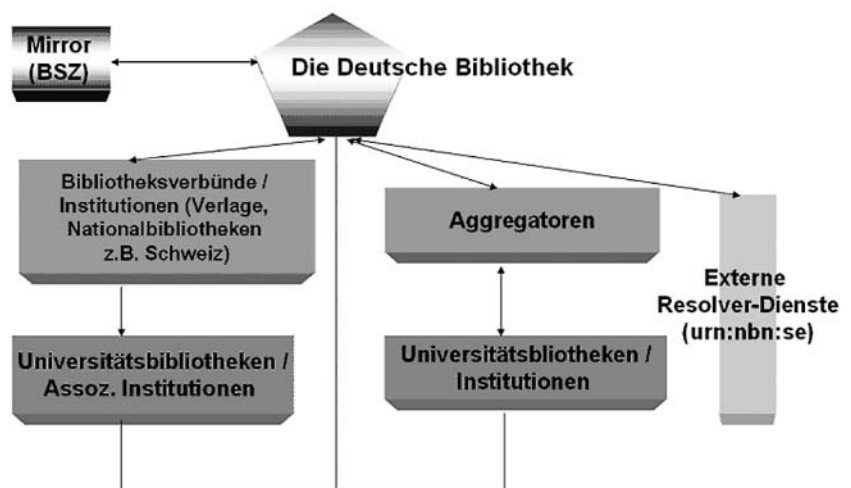 Mirror
(BSZ)
Die Deutsche Bibliothek
Bibliotheksverbünde /
Institutionen (Verlage,
Nationalbibliotheken
z.B. Schweiz)
Aggregatoren
Externe
Resolver-Dienste
(urn:nbn:se)
Universitätsbibliotheken /
Assoz. Institutionen
Universitätsbliotheken /
Institutionen